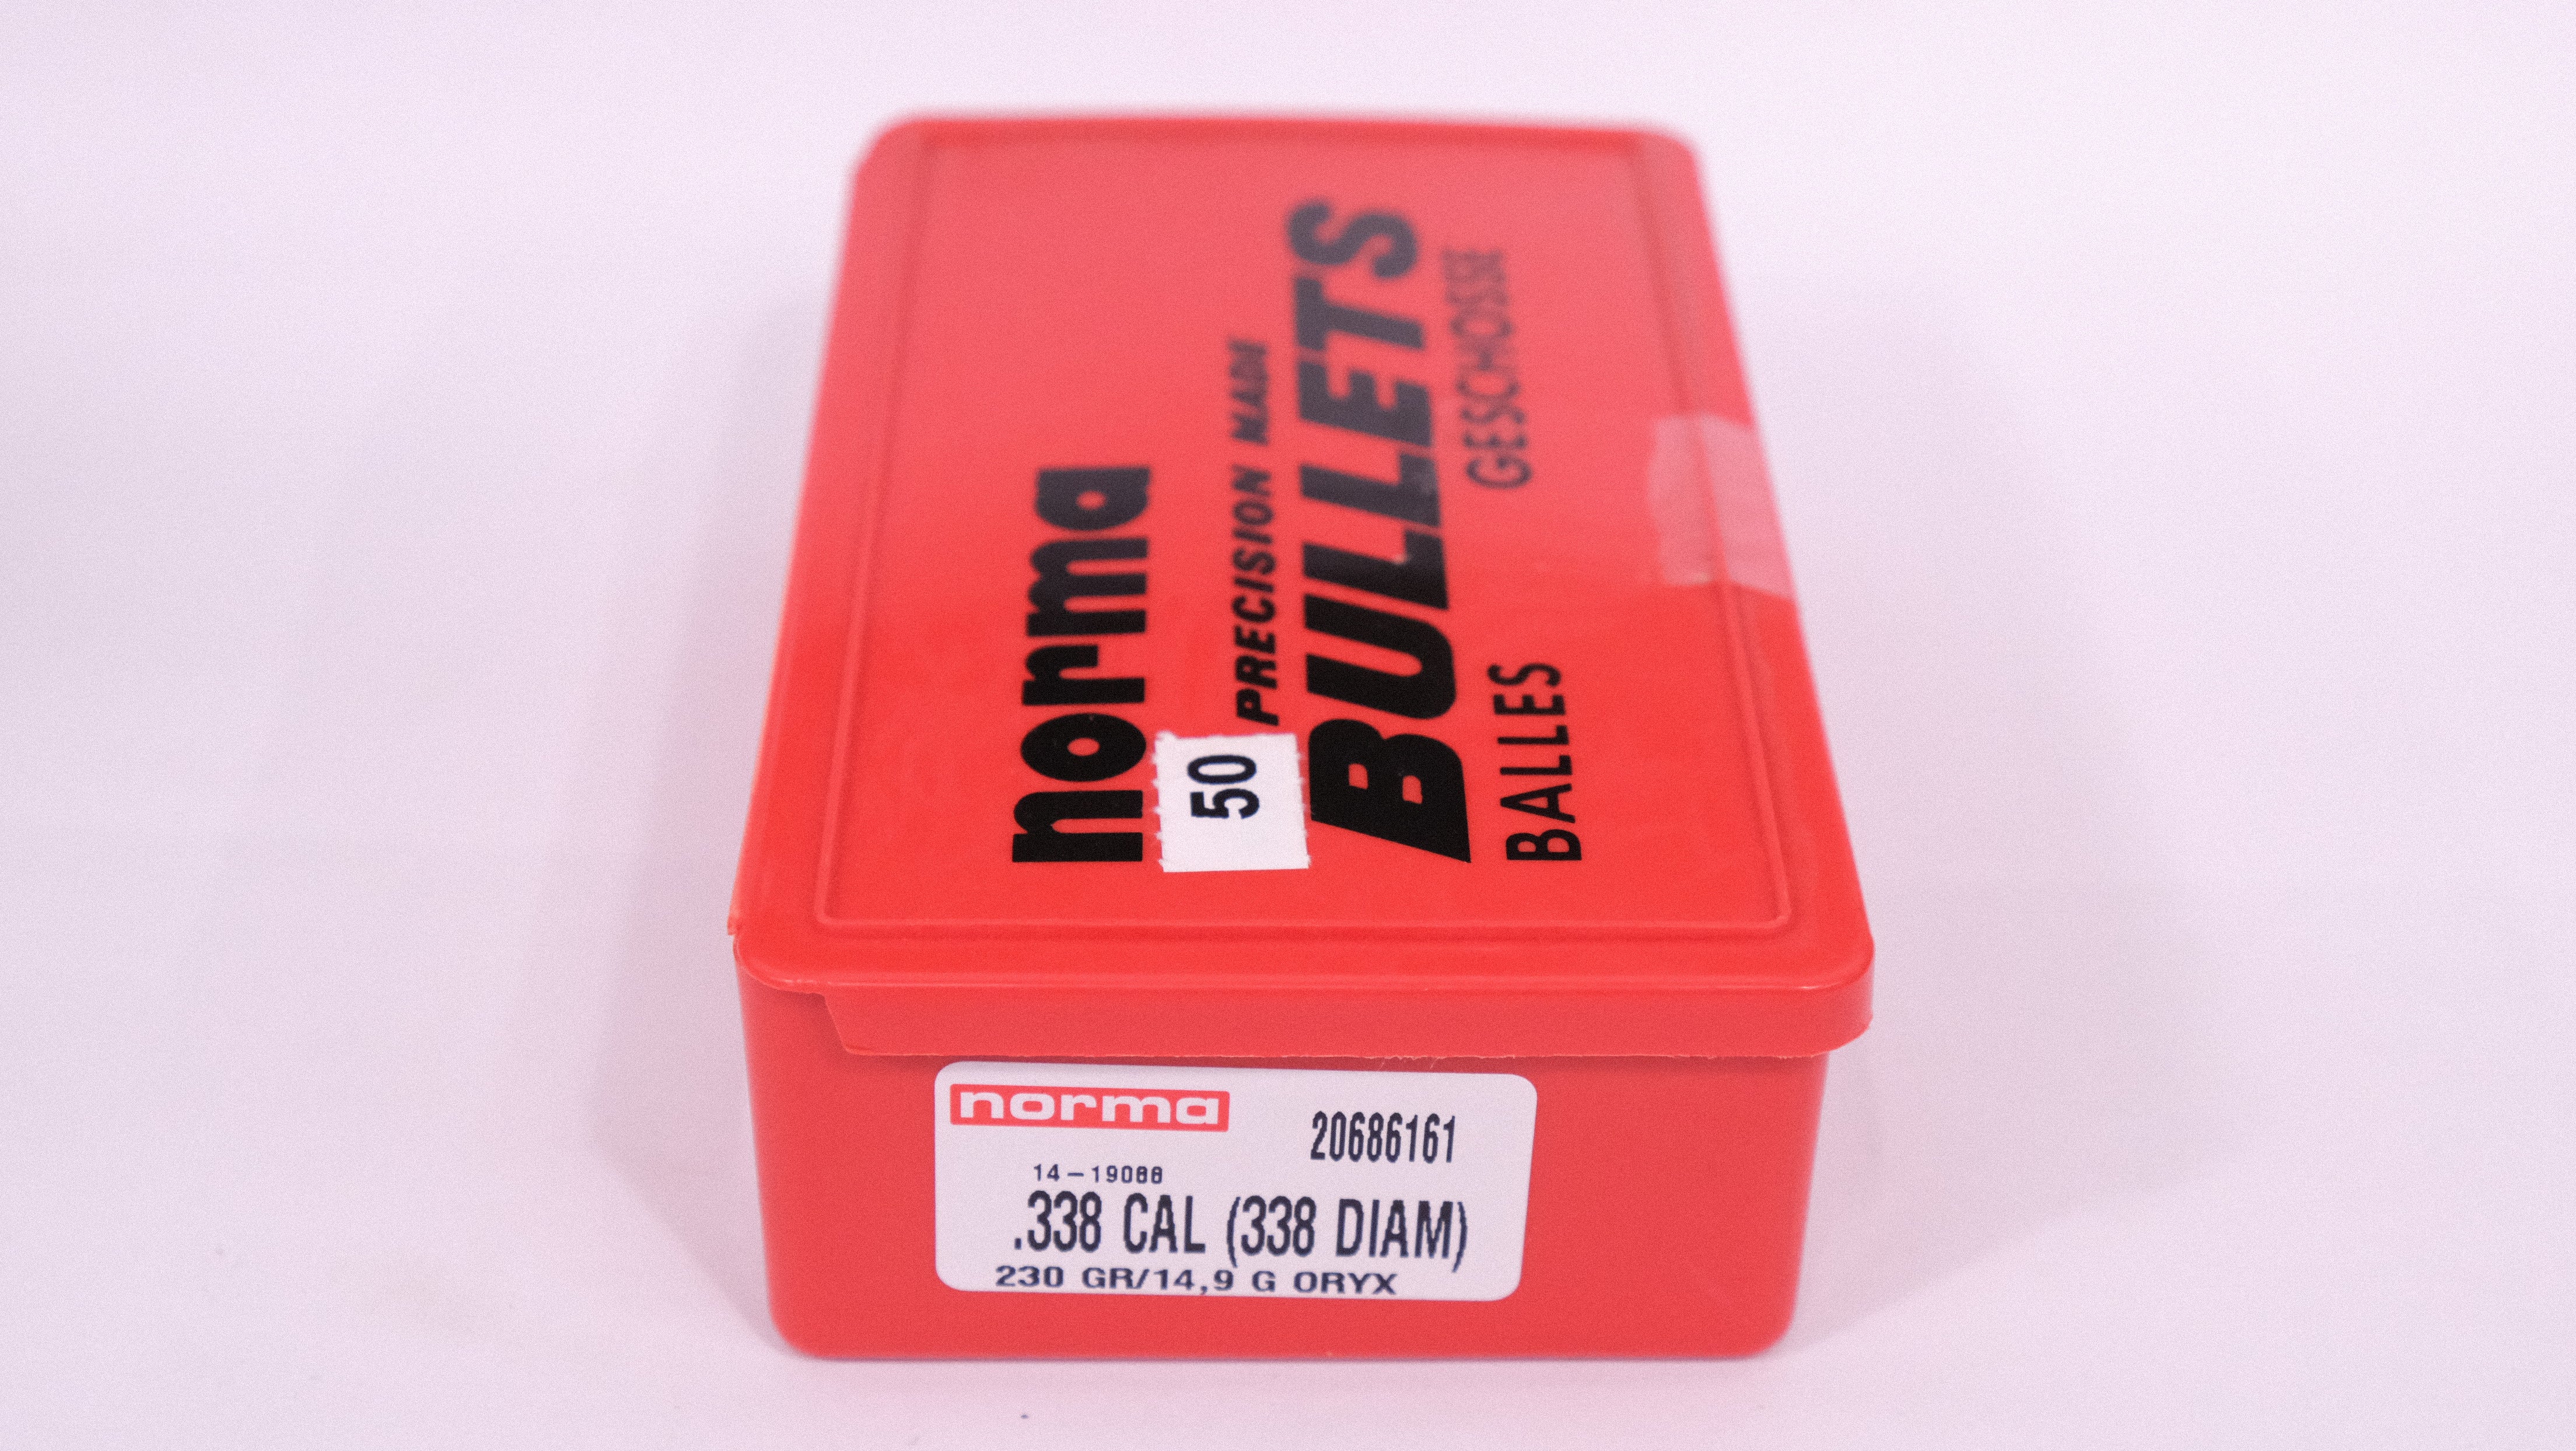 norma
50
PRECISION MADE
BULLETS
BALLES GESCHOSSE
norma
20686161
14-19088
.338 CAL (338 DIAM)
230 GR/14,9 G ORYX